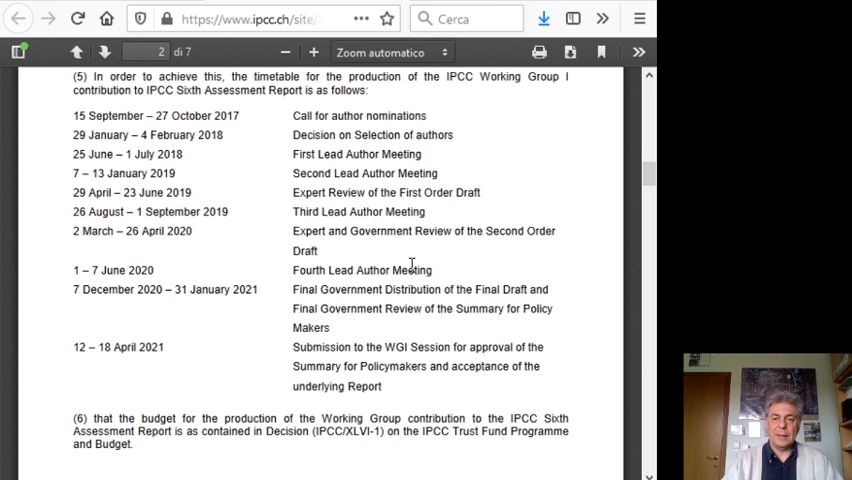 https://www.ipcc.ch/site/
Cerca
2 di 7
Zoom automatico
(5) In order to achieve this, the timetable for the production of the IPCC Working Group I
contribution to IPCC Sixth Assessment Report is as follows:
15 September – 27 October 2017 Call for author nominations
29 January – 4 February 2018 Decision on Selection of authors
25 June – 1 July 2018 First Lead Author Meeting
7 – 13 January 2019 Second Lead Author Meeting
29 April – 23 June 2019 Expert Review of the First Order Draft
26 August – 1 September 2019 Third Lead Author Meeting
2 March – 26 April 2020 Expert and Government Review of the Second Order
Draft
1 – 7 June 2020 Fourth Lead Author Meeting
7 December 2020 – 31 January 2021 Final Government Distribution of the Final Draft and
Final Government Review of the Summary for Policy
Makers
12 – 18 April 2021 Submission to the WGI Session for approval of the
Summary for Policymakers and acceptance of the
underlying Report
(6) that the budget for the production of the Working Group contribution to the IPCC Sixth
Assessment Report is as contained in Decision (IPCC/XLVI-1) on the IPCC Trust Fund Programme
and Budget.